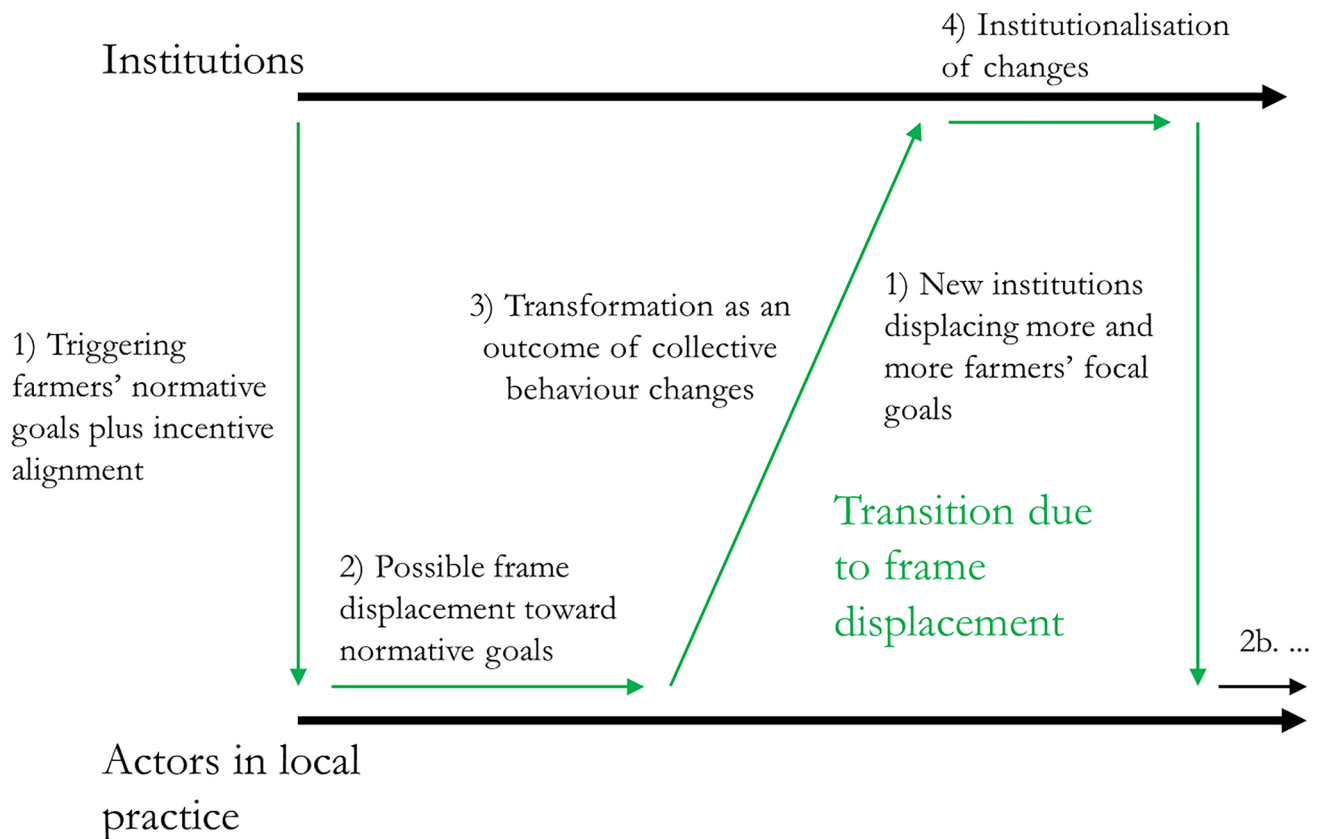 Institutions
4) Institutionalisation
of changes
1) Triggering
farmers’ normative
goals plus incentive
alignment
2) Possible frame
displacement toward
normative goals
3) Transformation as an
outcome of collective
behaviour changes
1) New institutions
displacing more and
more farmers’ focal
goals
Transition due
to frame
displacement
2b. ...
Actors in local
practice